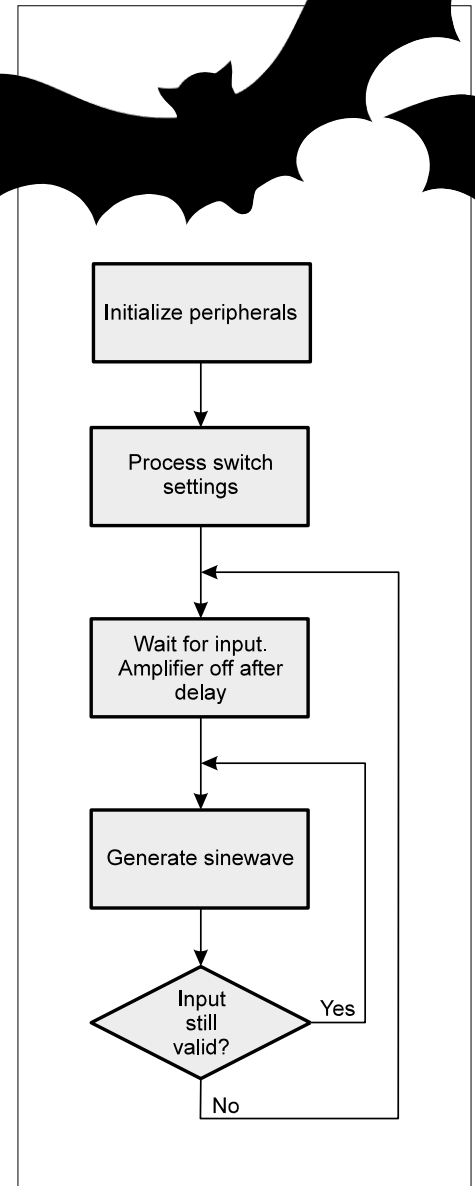 Initialize peripherals
Process switch
settings
Wait for input.
Amplifier off after
delay
Generate sinewave
Input
still
valid?
Yes
No